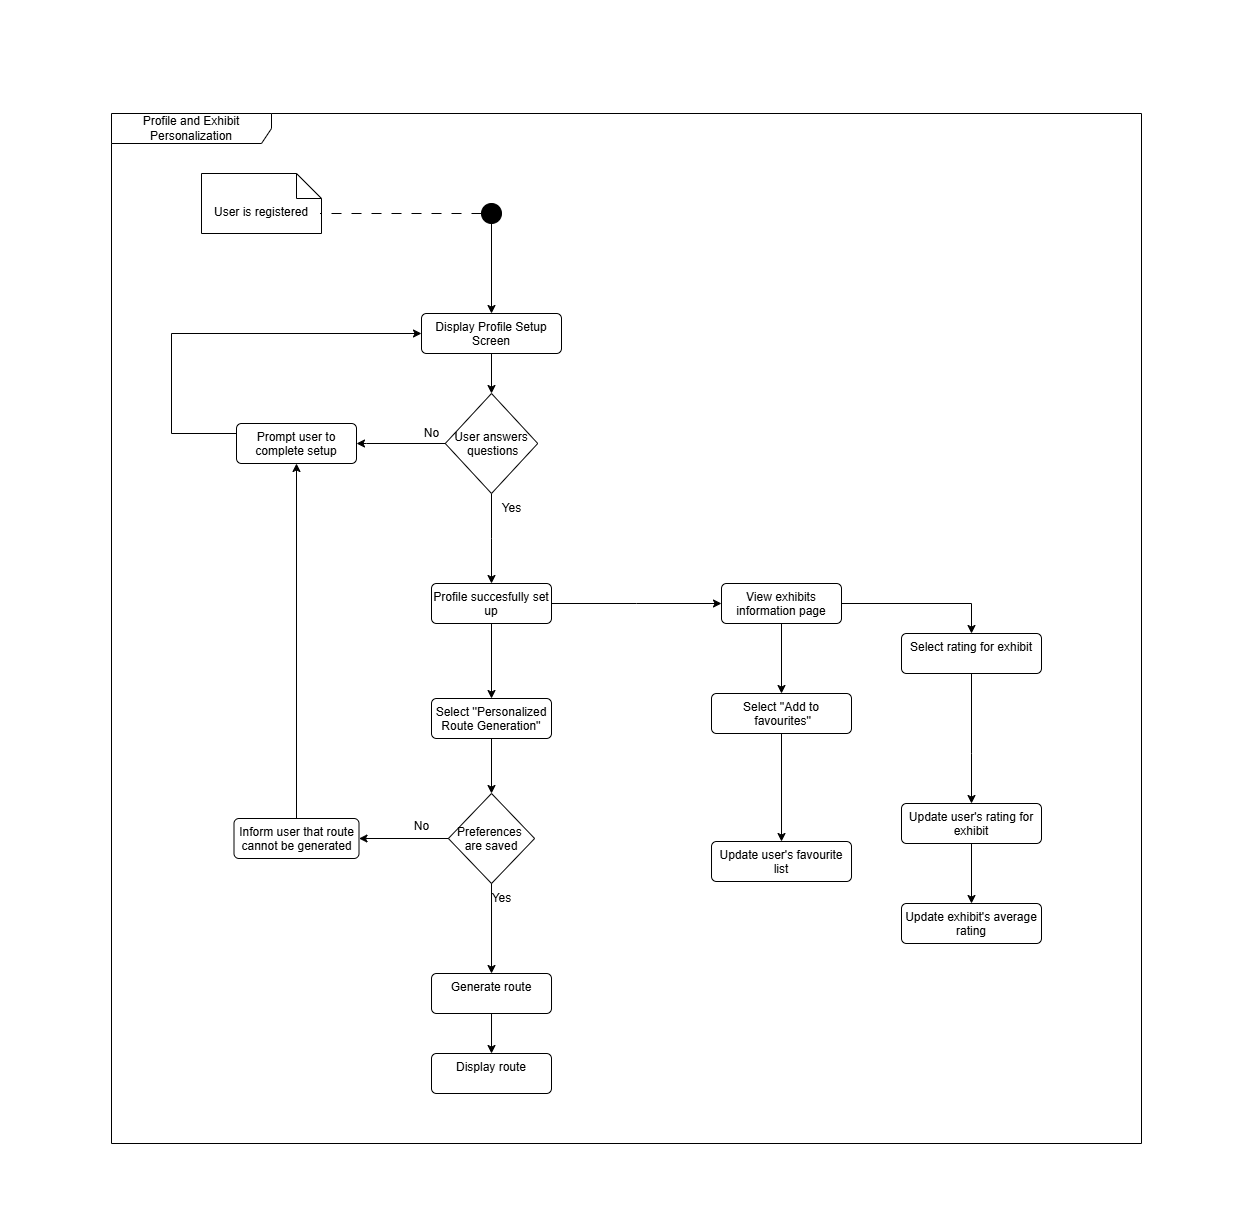 Profile and Exhibit
Personalization
User is registered
Display Profile Setup
Screen
Prompt user to
complete setup
No
User answers
questions
Yes
Profile succesfully set
up
View exhibits
information page
Select rating for exhibit
Select "Personalized
Route Generation"
Select "Add to
favourites"
Inform user that route
cannot be generated
No
Preferences
are saved
Yes
Update user's favourite
list
Update user's rating for
exhibit
Update exhibit's average
rating
Generate route
Display route